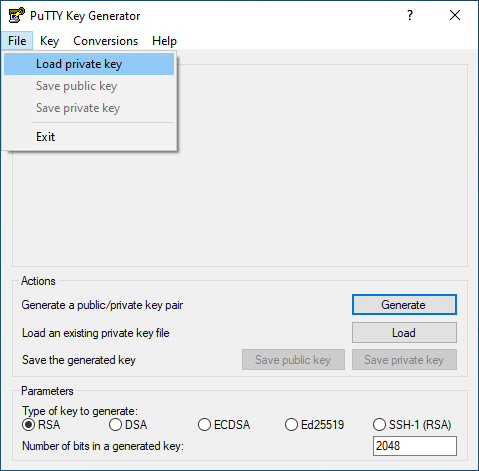 PuTTY Key Generator ?
File Key Conversions Help
Load private key
Save public key
Save private key
Exit
Actions
Generate a public/private key pair Generate
Load an existing private key file Load
Save the generated key Save public key Save private key
Parameters
Type of key to generate:
RSA DSA ECDSA Ed25519 SSH-1 (RSA)
Number of bits in a generated key: 2048